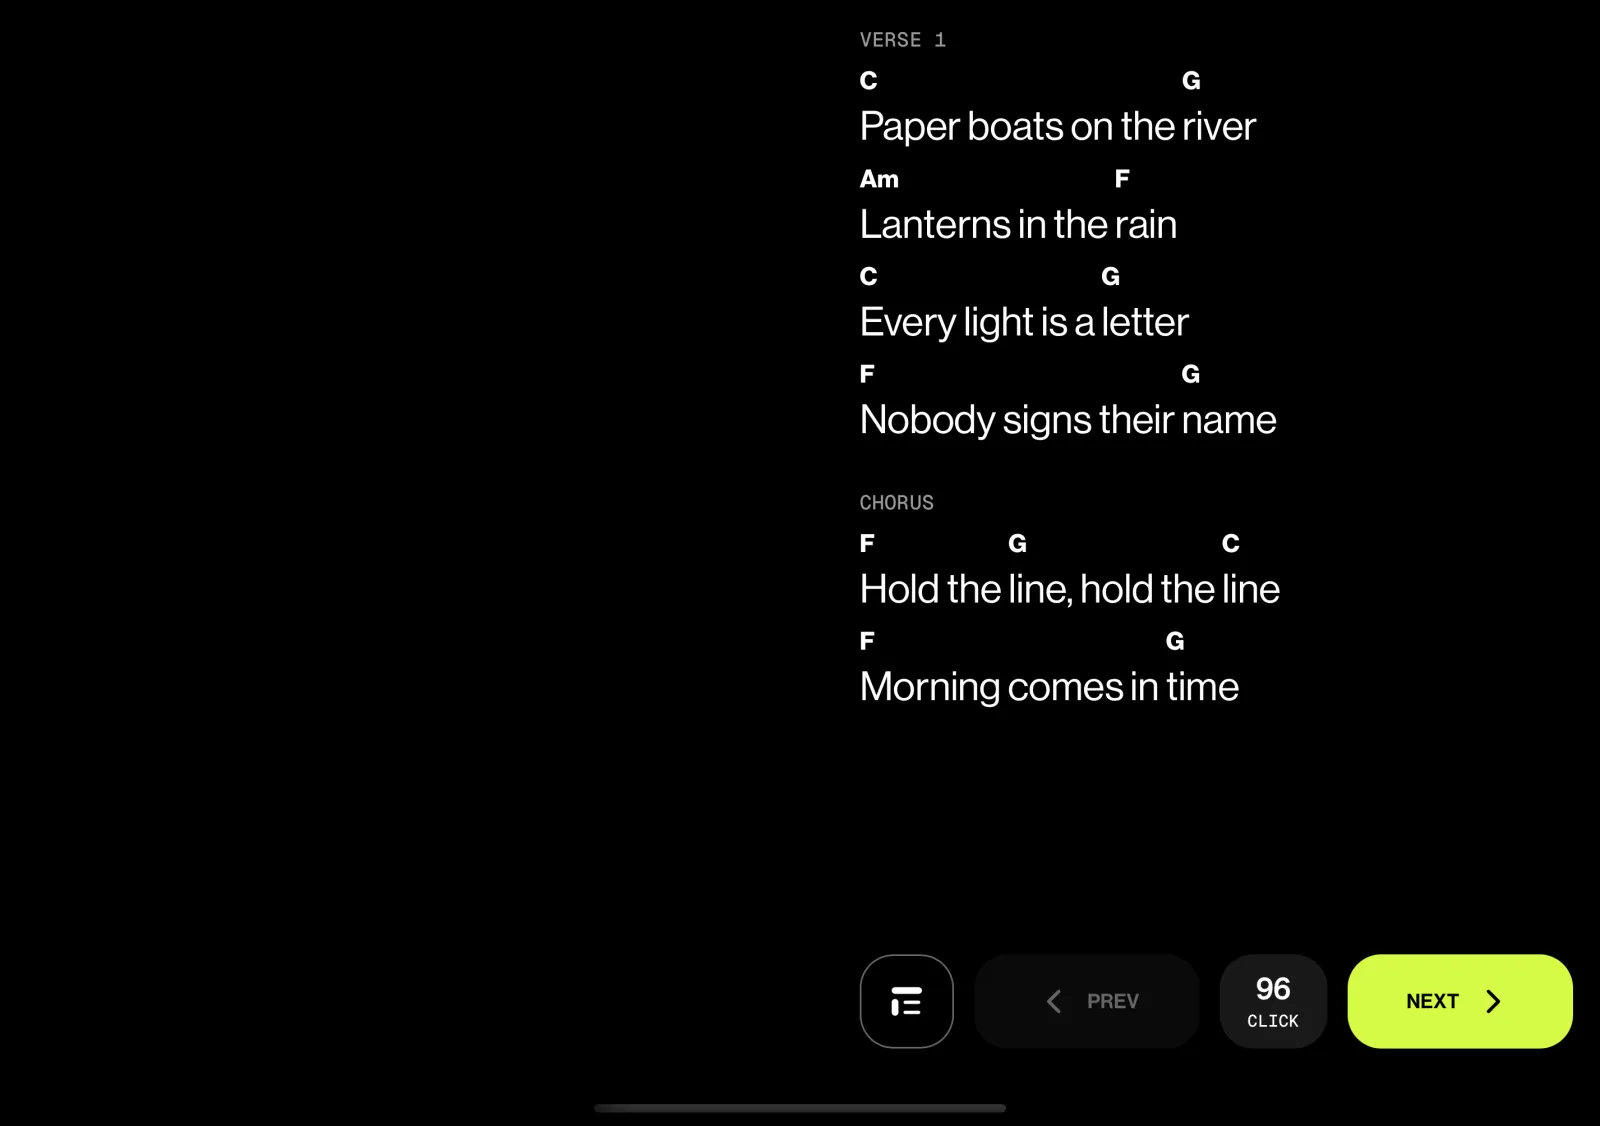 VERSE 1
C G
Paper boats on the river
Am F
Lanterns in the rain
C G
Every light is a letter
F G
Nobody signs their name
CHORUS
F G C
Hold the line, hold the line
F G
Morning comes in time
PREV
96
CLICK
NEXT